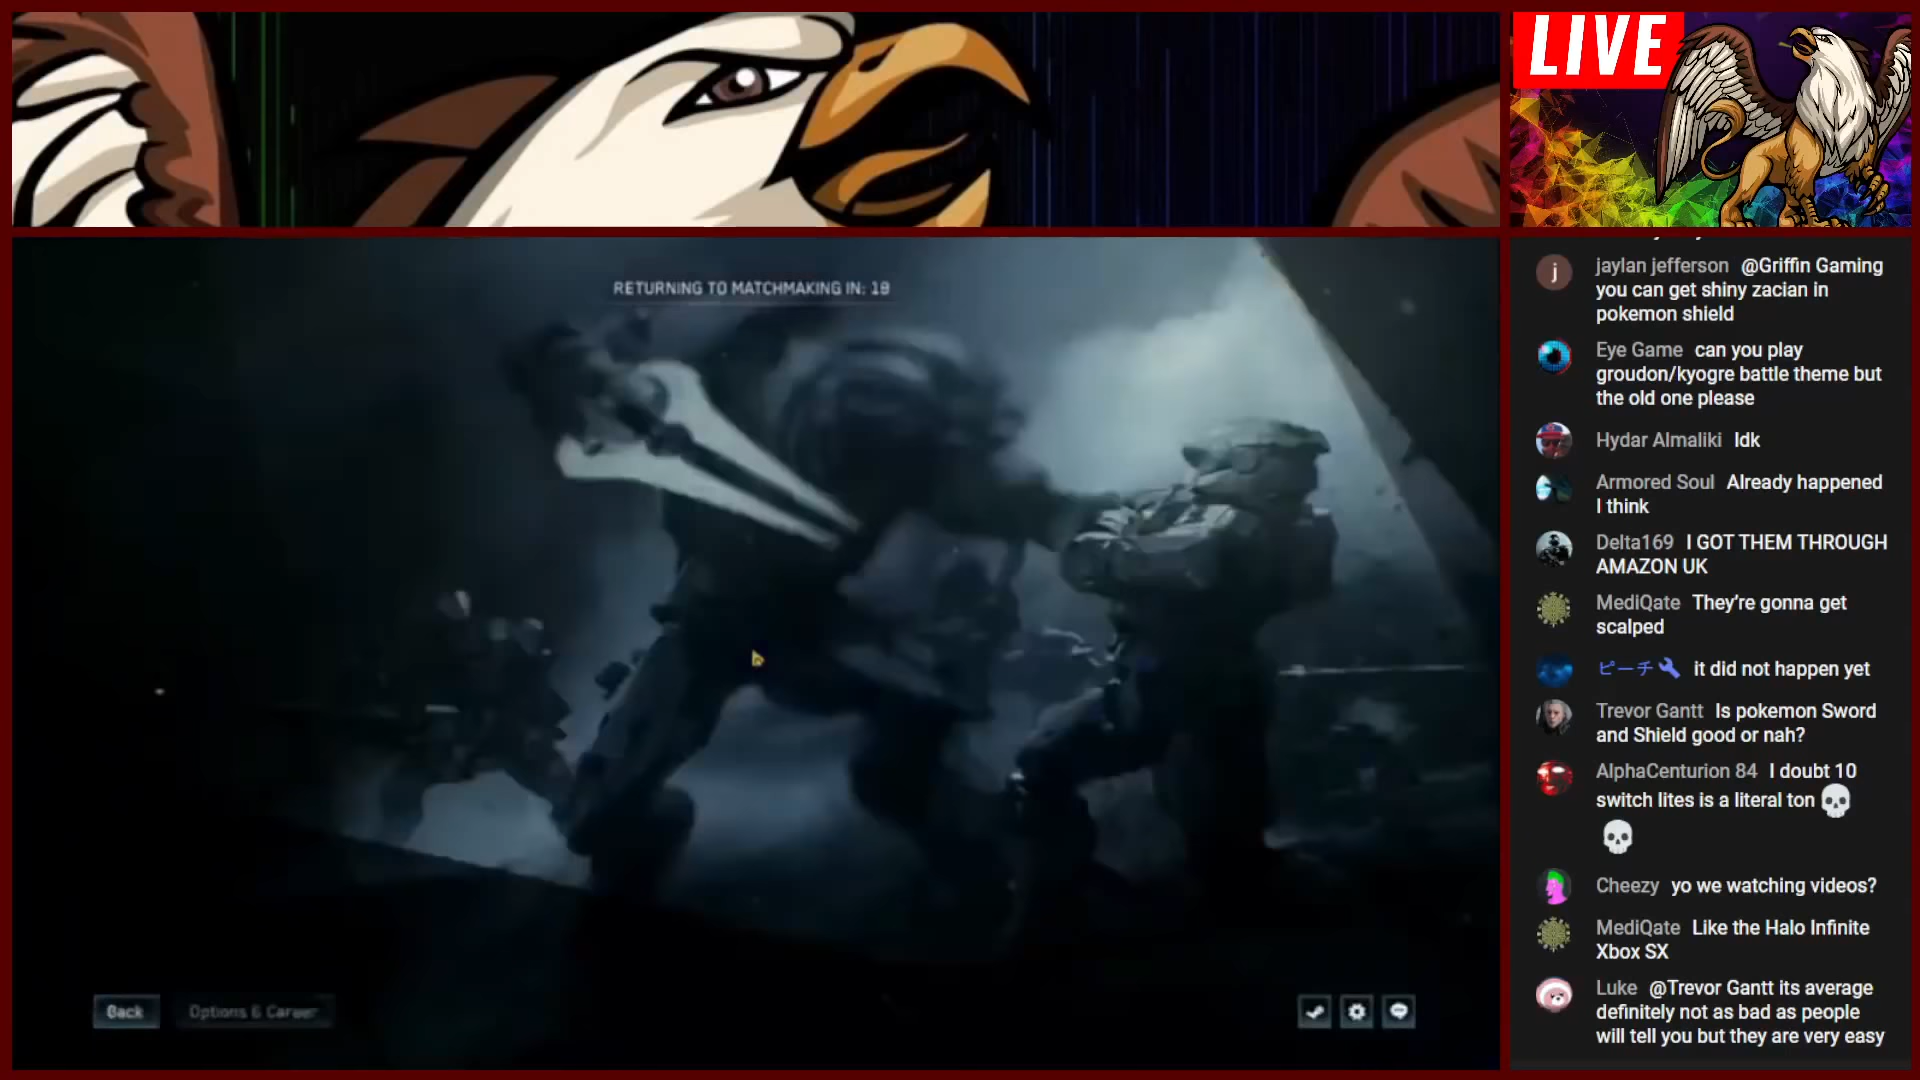 LIVE
RETURNING TO MATCHMAKING IN: 18
Back
Options & Career
j
jaylan jefferson @Griffin Gaming
you can get shiny zacian in
pokemon shield
Eye Game can you play
groudon/kyogre battle theme but
the old one please
Hydar Almaliki Idk
Armored Soul Already happened
I think
Delta169 I GOT THEM THROUGH
AMAZON UK
MediQate They're gonna get
scalped
ピーチ it did not happen yet
Trevor Gantt Is pokemon Sword
and Shield good or nah?
AlphaCenturion 84 I doubt 10
switch lites is a literal ton
Cheezy yo we watching videos?
MediQate Like the Halo Infinite
Xbox SX
Luke @Trevor Gantt its average
definitely not as bad as people
will tell you but they are very easy